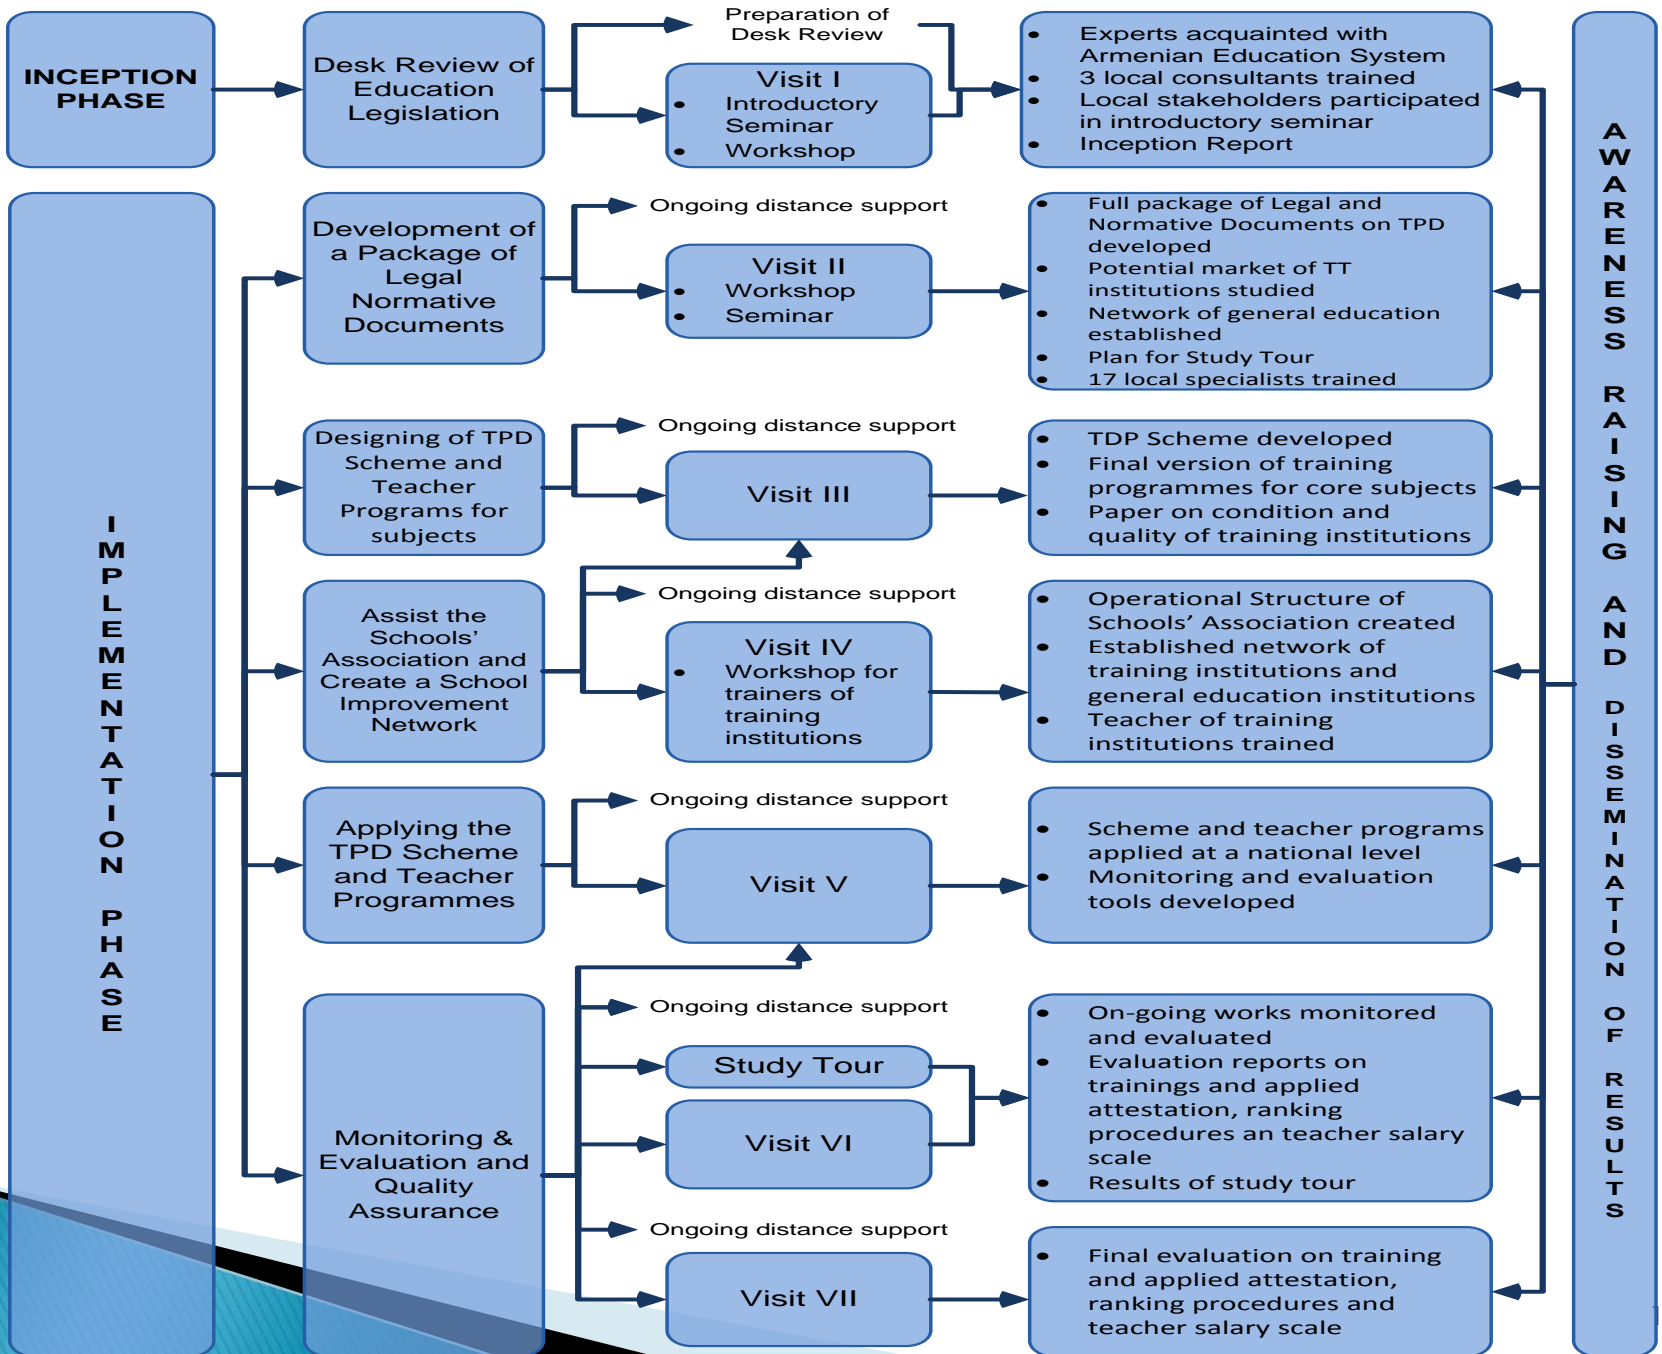 INCEPTION
PHASE
Desk Review of
Education
Legislation
Preparation of
Desk Review
Visit I
• Introductory
Seminar
• Workshop
• Experts acquainted with
Armenian Education System
• 3 local consultants trained
• Local stakeholders participated
in introductory seminar
• Inception Report
IMPLEMENTATION PHASE
Development of
a Package of
Legal
Normative
Documents
Ongoing distance support
Visit II
• Workshop
• Seminar
• Full package of Legal and
Normative Documents on TPD
developed
• Potential market of TT
institutions studied
• Network of general education
established
• Plan for Study Tour
• 17 local specialists trained
Designing of TPD
Scheme and
Teacher
Programs for
subjects
Ongoing distance support
Visit III
• TDP Scheme developed
• Final version of training
programmes for core subjects
• Paper on condition and
quality of training institutions
Assist the
Schools’
Association and
Create a School
Improvement
Network
Ongoing distance support
Visit IV
• Workshop for
trainers of
training
institutions
• Operational Structure of
Schools’ Association created
• Established network of
training institutions and
general education institutions
• Teacher of training
institutions trained
Applying the
TPD Scheme
and Teacher
Programmes
Ongoing distance support
Visit V
• Scheme and teacher programs
applied at a national level
• Monitoring and evaluation
tools developed
Monitoring &
Evaluation and
Quality
Assurance
Ongoing distance support
Study Tour
Visit VI
• On-going works monitored
and evaluated
• Evaluation reports on
trainings and applied
attestation, ranking
procedures an teacher salary
scale
• Results of study tour
Ongoing distance support
Visit VII
• Final evaluation on training
and applied attestation,
ranking procedures and
teacher salary scale
AWARENESS RAISING AND DISSEMINATION OF RESULTS